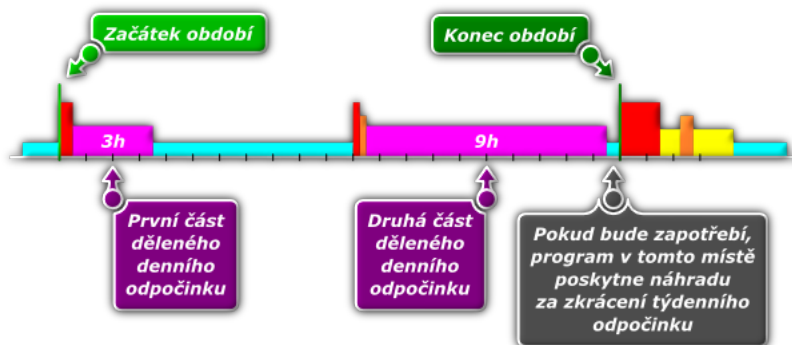 Začátek období
Konec období
3h
9h
První část
děleného
denního
odpočinku
Druhá část
děleného
denního
odpočinku
Pokud bude zapotřebí,
program v tomto místě
poskytne náhradu
za zkrácení týdenního
odpočinku